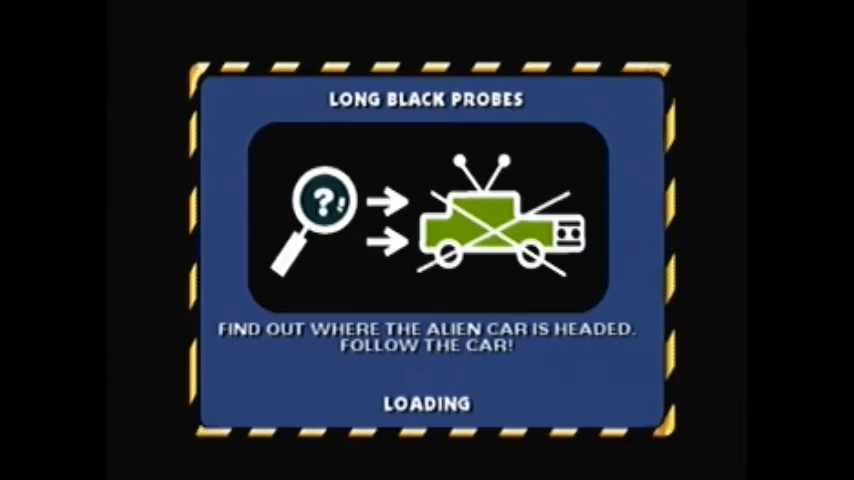 LONG BLACK PROBES
?!
FIND OUT WHERE THE ALIEN CAR IS HEADED.
FOLLOW THE CAR!
LOADING